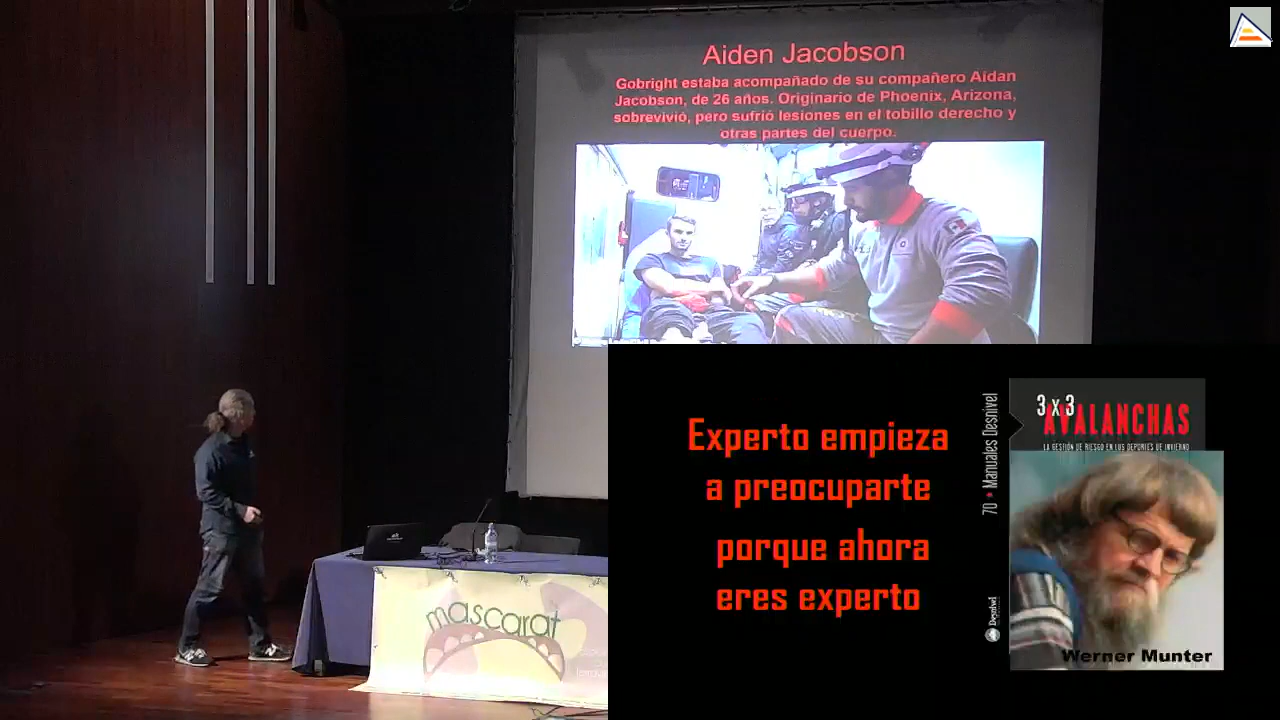 Aiden Jacobson
Gobright estaba acompañado de su compañero Aidan
Jacobson, de 26 años. Originario de Phoenix, Arizona,
sobrevivió, pero sufrió lesiones en el tobillo derecho y
otras partes del cuerpo.
mascarat
Experto empieza
a preocuparte
porque ahora
eres experto
70 • Manuales Desnivel
Desnivel
3 x 3
AVALANCHAS
LA GESTIÓN DE RIESGO EN LOS DEPORTES DE INVIERNO
Werner Munter